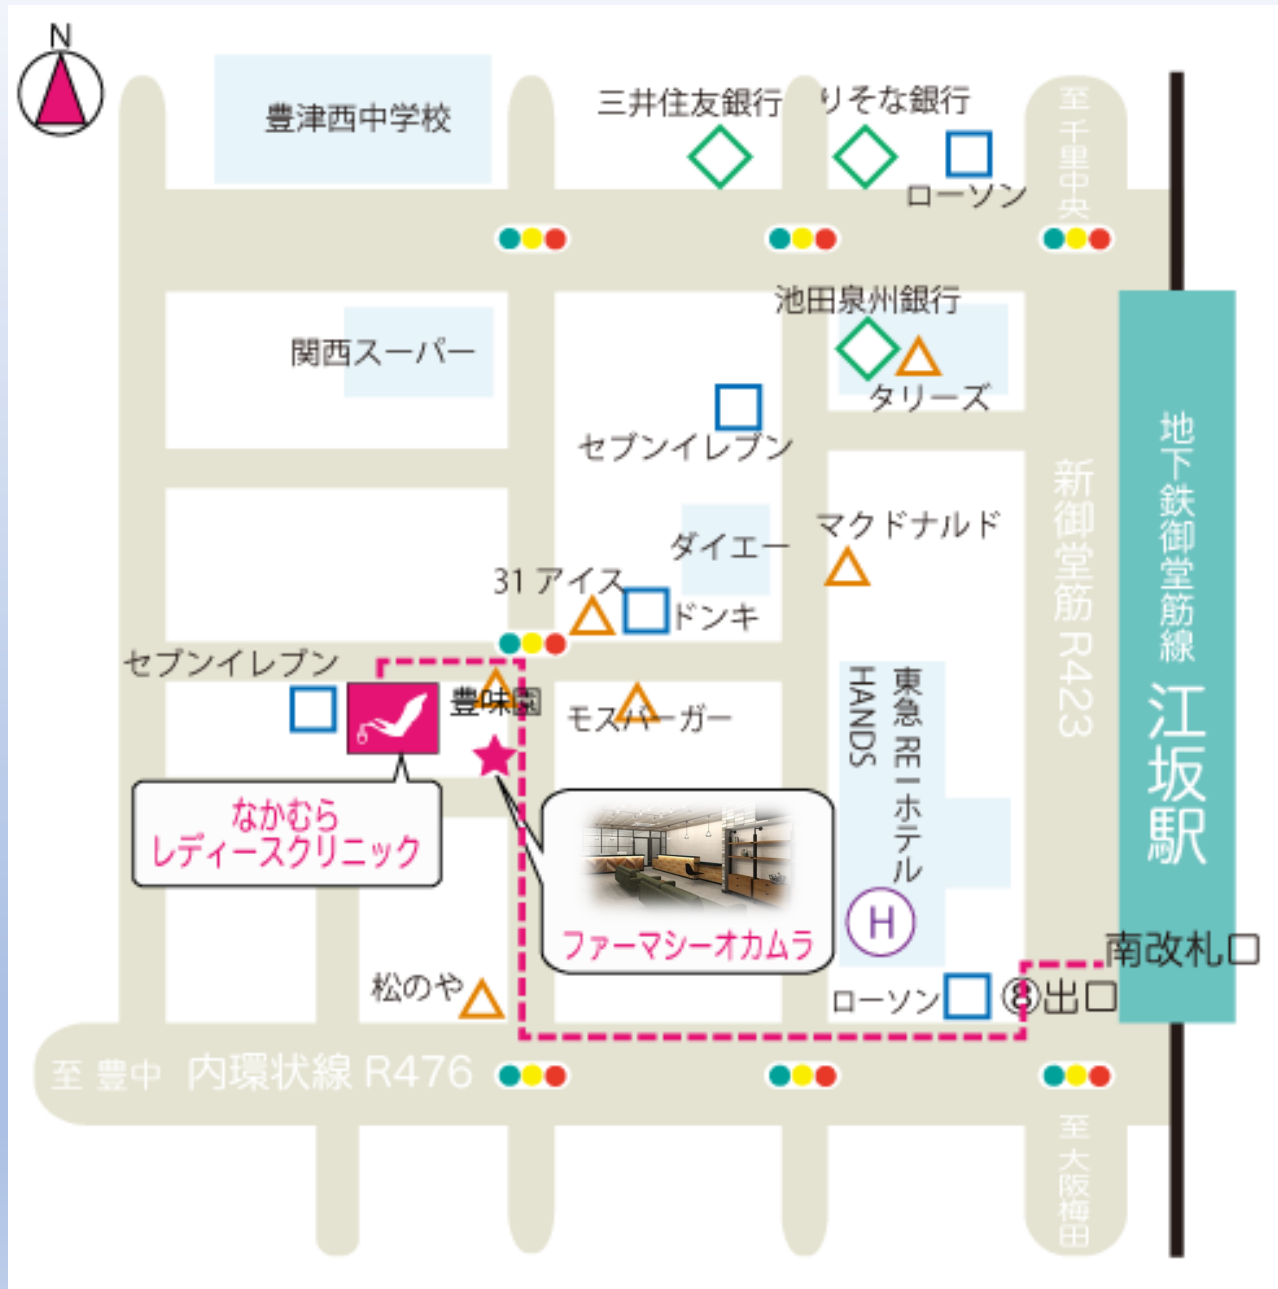 N
豊津西中学校
三井住友銀行
りそな銀行
ローソン
至 千里中央
池田泉州銀行
タリーズ
関西スーパー
セブンイレブン
ダイエー
マクドナルド
31 アイス
ドンキ
新御堂筋 R423
地下鉄御堂筋線 江坂駅
セブンイレブン
豊味園
モスバーガー
東急 REI ホテル
HANDS
なかむら
レディースクリニック
ファーマシーオカムラ
H
南改札口
⑧出口
ローソン
松のや
至 豊中 内環状線 R476
至 大阪梅田